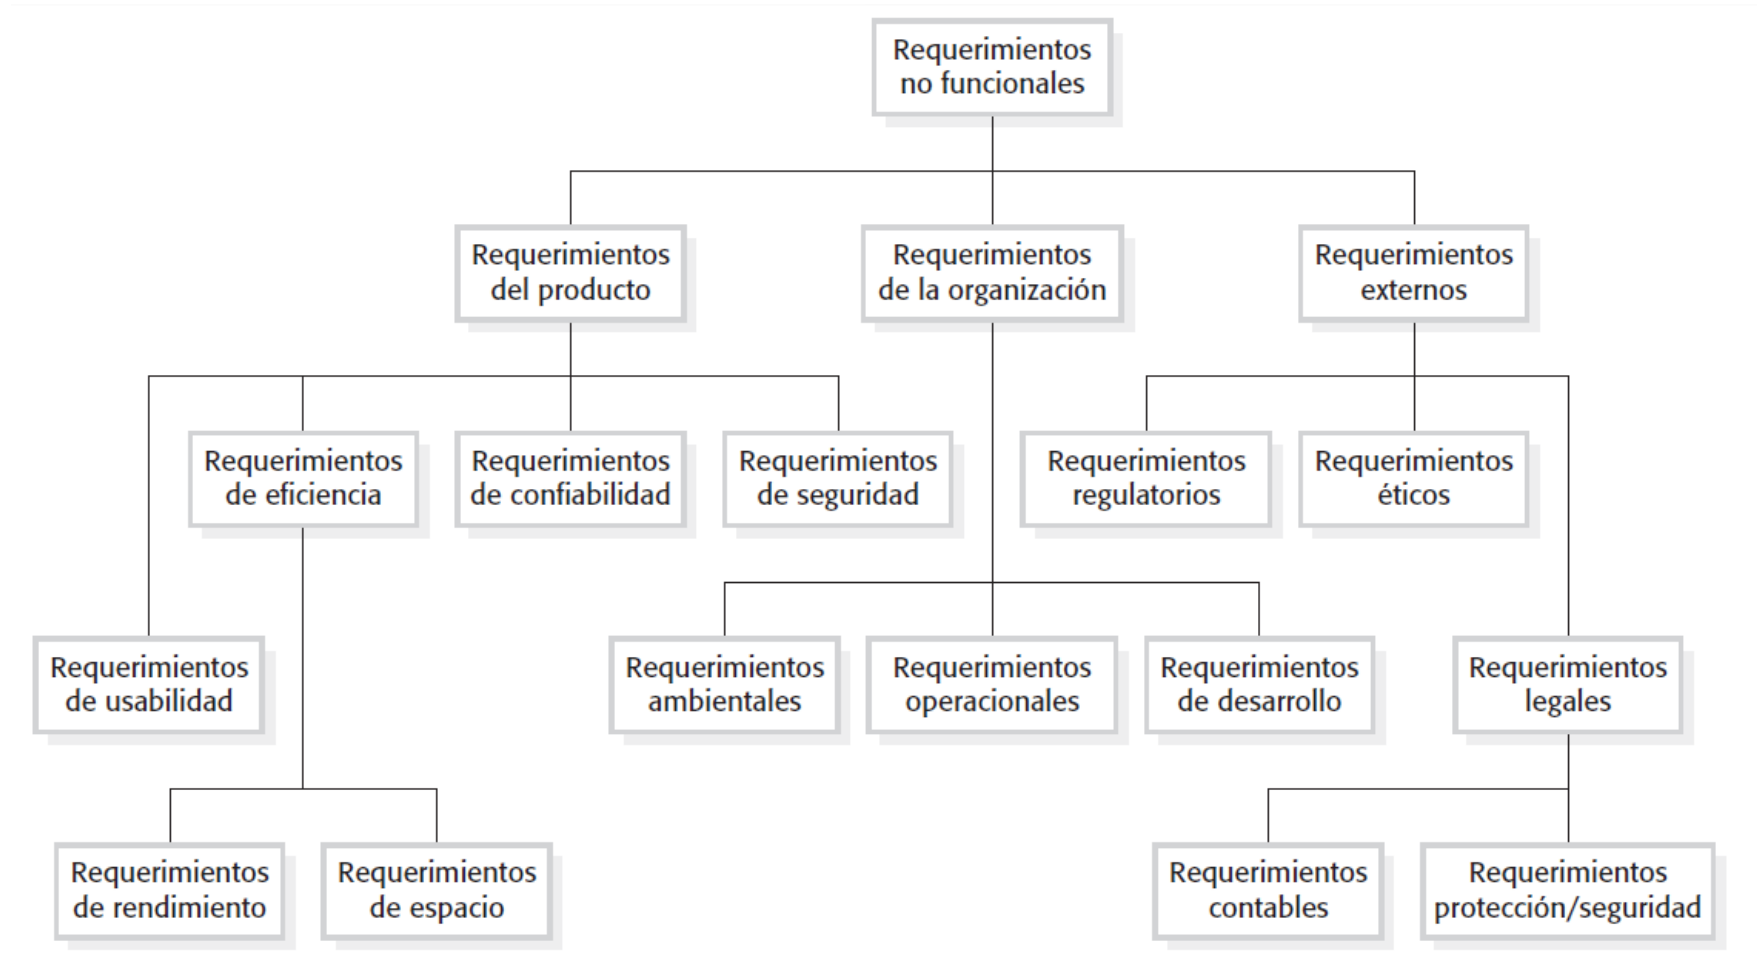 Requerimientos
no funcionales
Requerimientos
del producto
Requerimientos
de la organización
Requerimientos
externos
Requerimientos
de eficiencia
Requerimientos
de confiabilidad
Requerimientos
de seguridad
Requerimientos
regulatorios
Requerimientos
éticos
Requerimientos
de usabilidad
Requerimientos
ambientales
Requerimientos
operacionales
Requerimientos
de desarrollo
Requerimientos
legales
Requerimientos
de rendimiento
Requerimientos
de espacio
Requerimientos
contables
Requerimientos
protección/seguridad